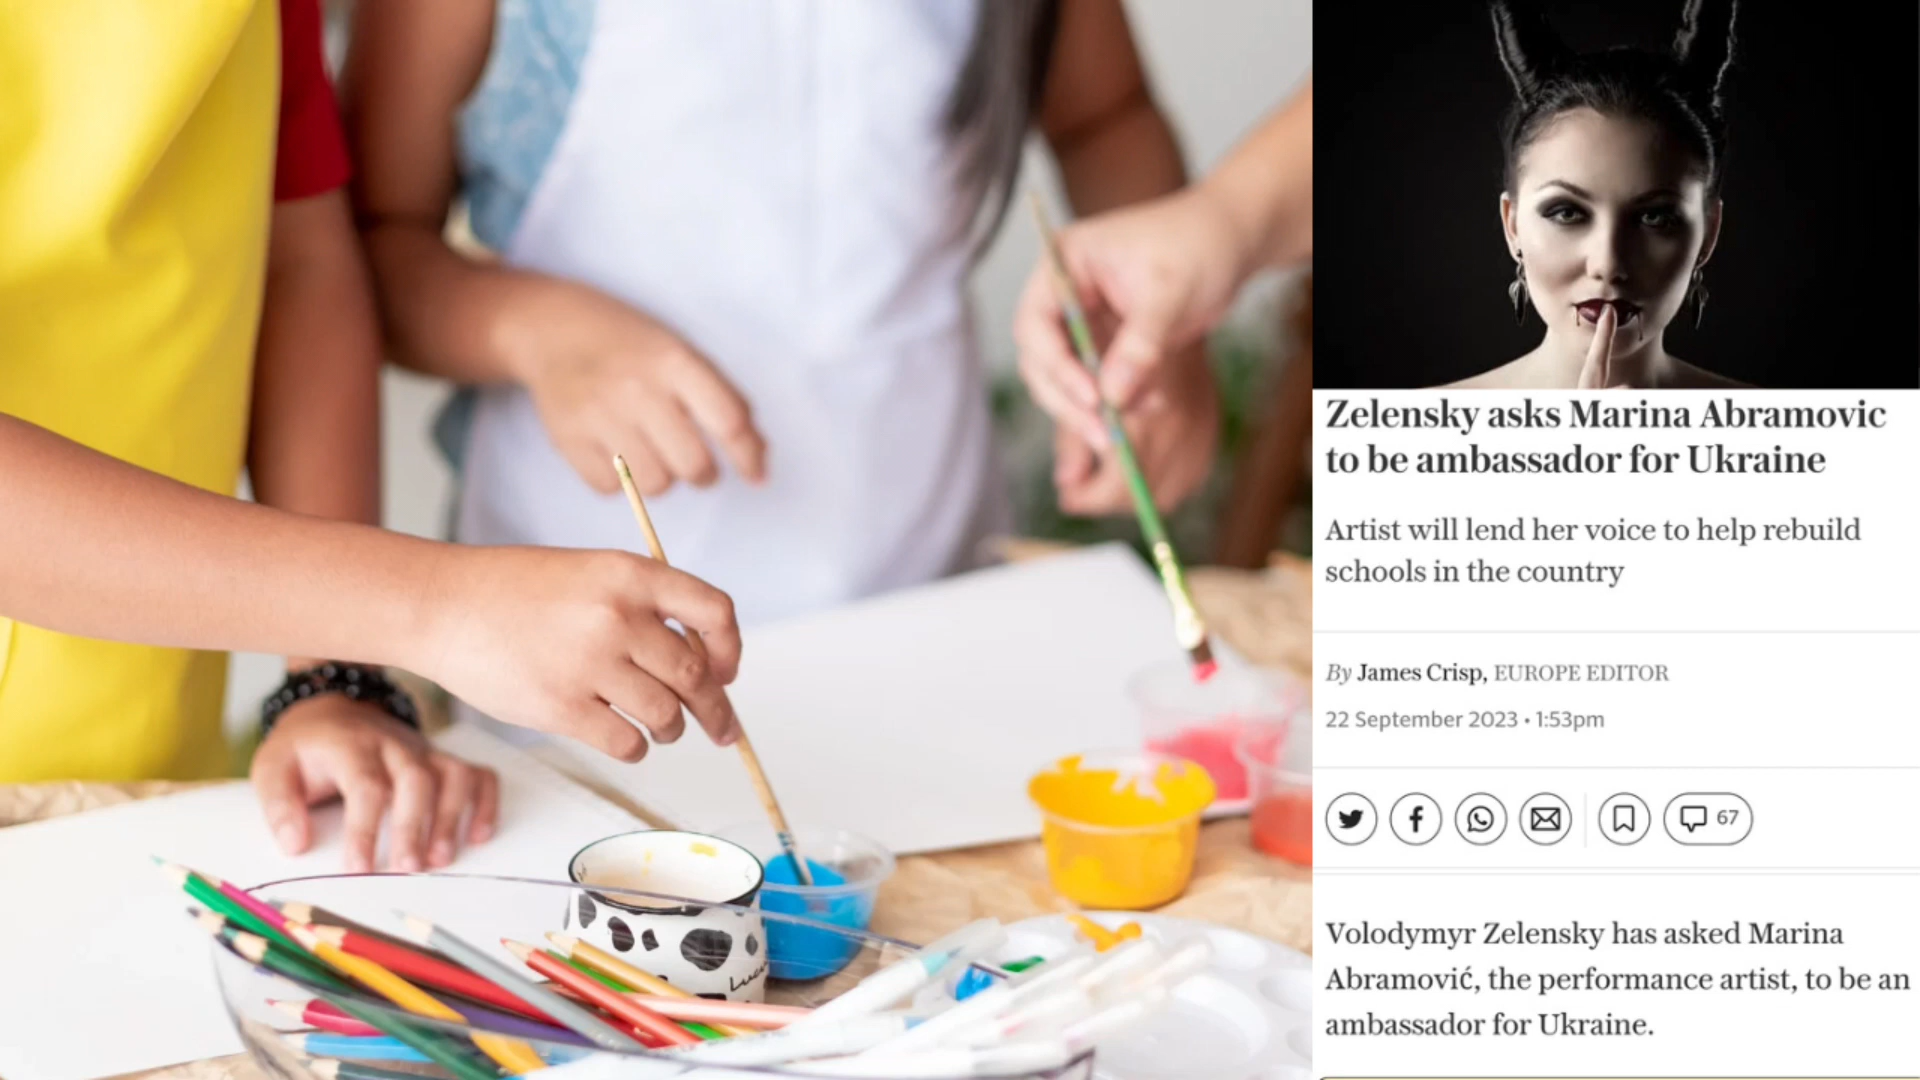 Zelensky asks Marina Abramovic
to be ambassador for Ukraine
Artist will lend her voice to help rebuild
schools in the country
By James Crisp, EUROPE EDITOR
22 September 2023 • 1:53pm
67
Volodymyr Zelensky has asked Marina
Abramović, the performance artist, to be an
ambassador for Ukraine.